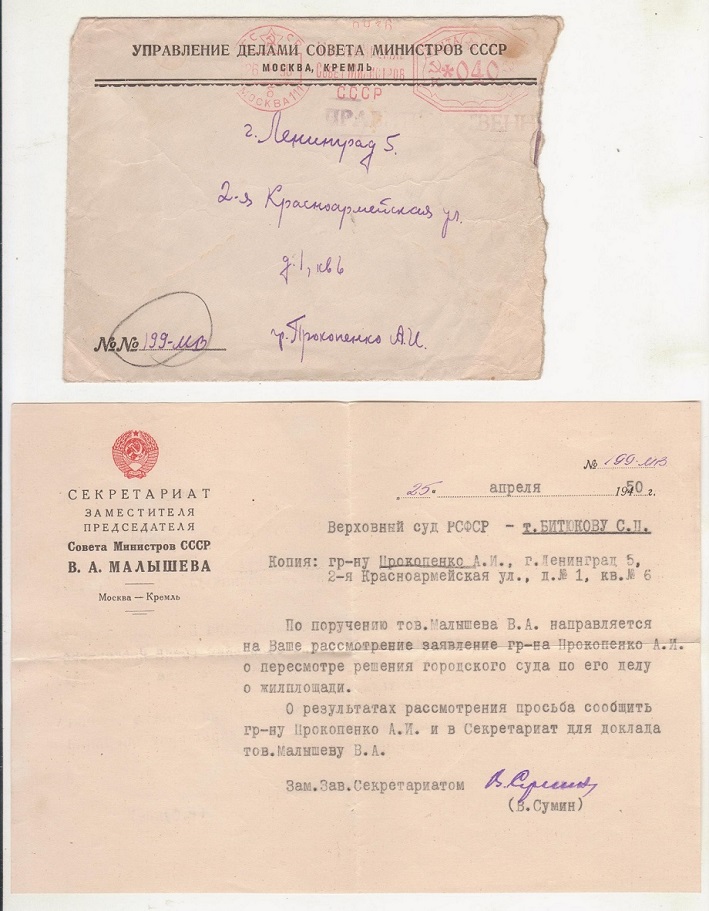 УПРАВЛЕНИЕ ДЕЛАМИ СОВЕТА МИНИСТРОВ СССР
МОСКВА, КРЕМЛЬ
*040
СССР
МОСКВА
г. Ленинград 5.
2-я Красноармейская ул.
д. 1, кв 6
№№ 199-МВ
гр. Прокопенко А.И.
№ 199-МВ
"25" апреля 1950 г.
СЕКРЕТАРИАТ
ЗАМЕСТИТЕЛЯ
ПРЕДСЕДАТЕЛЯ
Совета Министров СССР
В. А. МАЛЫШЕВА
Москва — Кремль
Верховный суд РСФСР - т.БИТЮКОВУ С.П.
Копия: гр-ну Прокопенко А.И., г.Ленинград 5,
2-я Красноармейская ул., д.№ 1, кв.№ 6
По поручению тов.Малышева В.А. направляется
на Ваше рассмотрение заявление гр-на Прокопенко А.И.
о пересмотре решения городского суда по его делу
о жилплощади.
О результатах рассмотрения просьба сообщить
гр-ну Прокопенко А.И. и в Секретариат для доклада
тов.Малышеву В.А.
Зам.Зав.Секретариатом В.Сумин
(В.Сумин)